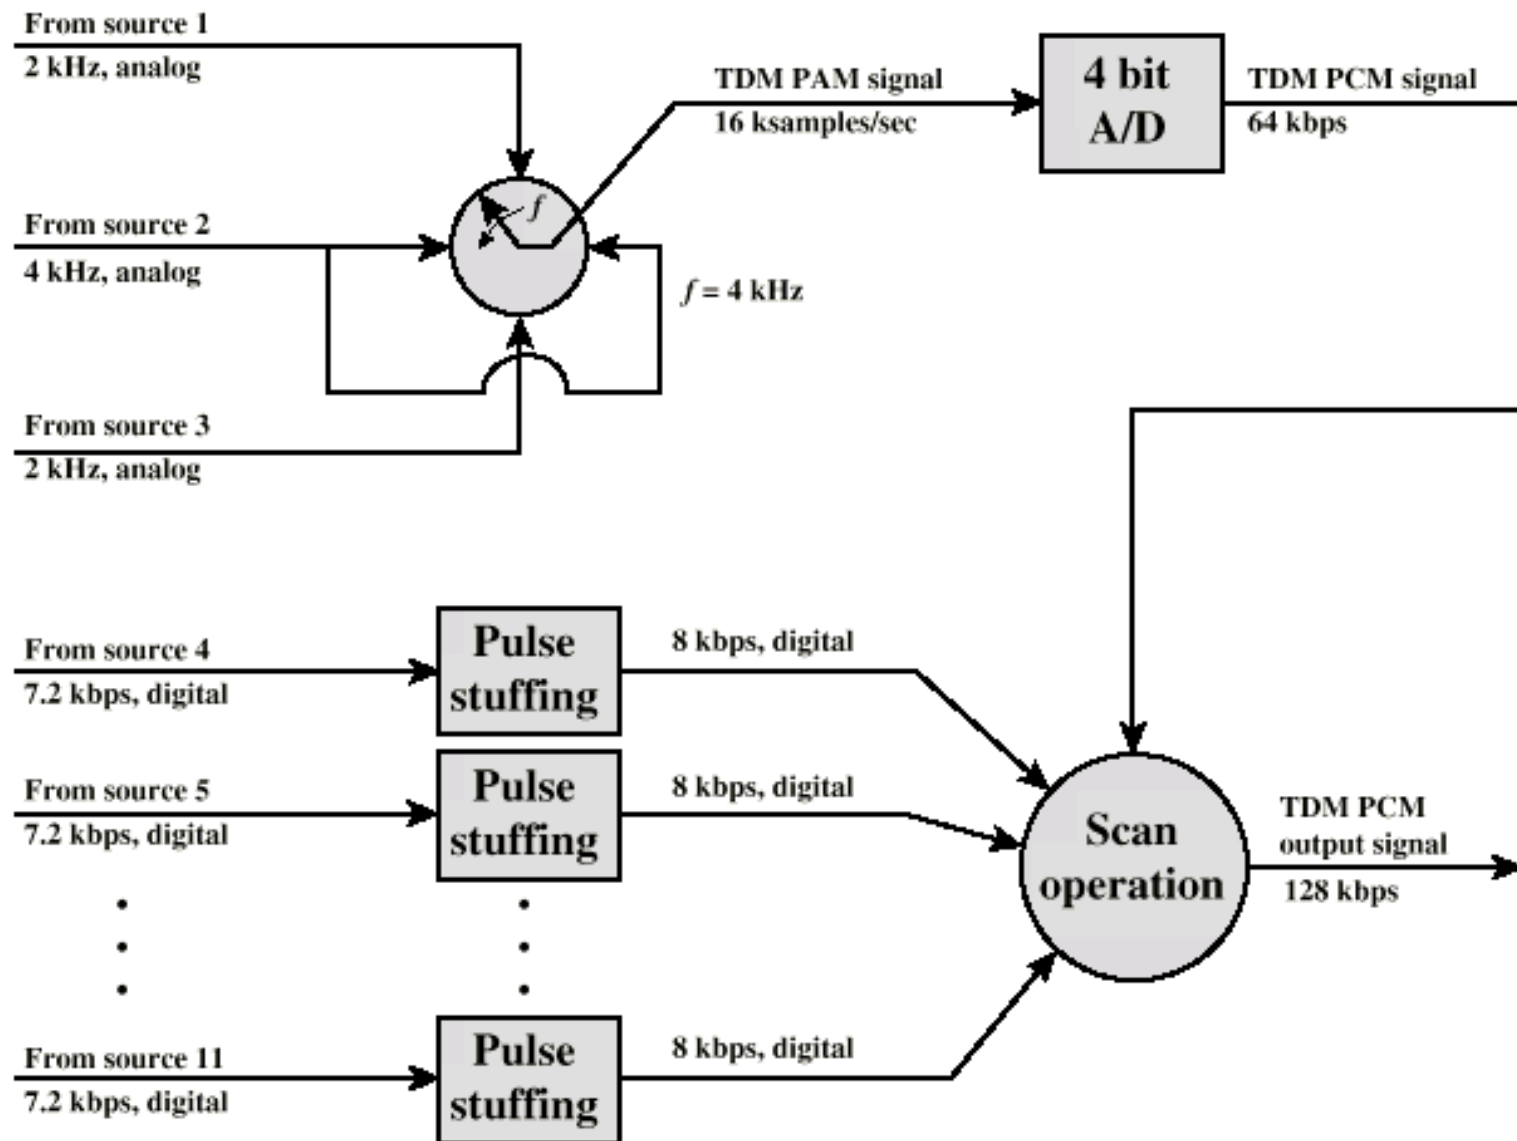 From source 1
2 kHz, analog
TDM PAM signal
16 ksamples/sec
4 bit
A/D
TDM PCM signal
64 kbps
From source 2
4 kHz, analog
f
f = 4 kHz
From source 3
2 kHz, analog
From source 4
7.2 kbps, digital
Pulse
stuffing
8 kbps, digital
From source 5
7.2 kbps, digital
Pulse
stuffing
8 kbps, digital
Scan
operation
TDM PCM
output signal
128 kbps
From source 11
7.2 kbps, digital
Pulse
stuffing
8 kbps, digital